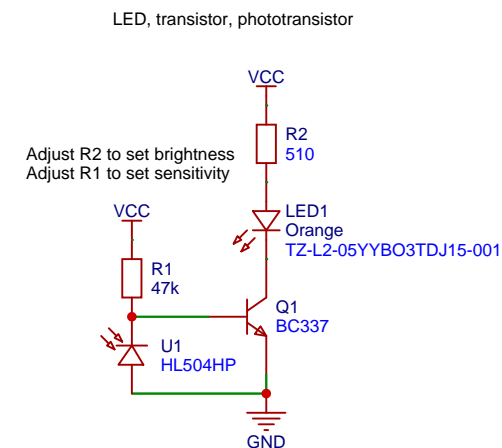 LED, transistor, phototransistor
VCC
R2
510
Adjust R2 to set brightness
Adjust R1 to set sensitivity
LED1
Orange
TZ-L2-05YYBO3TDJ15-001
VCC
R1
47k
Q1
BC337
U1
HL504HP
GND